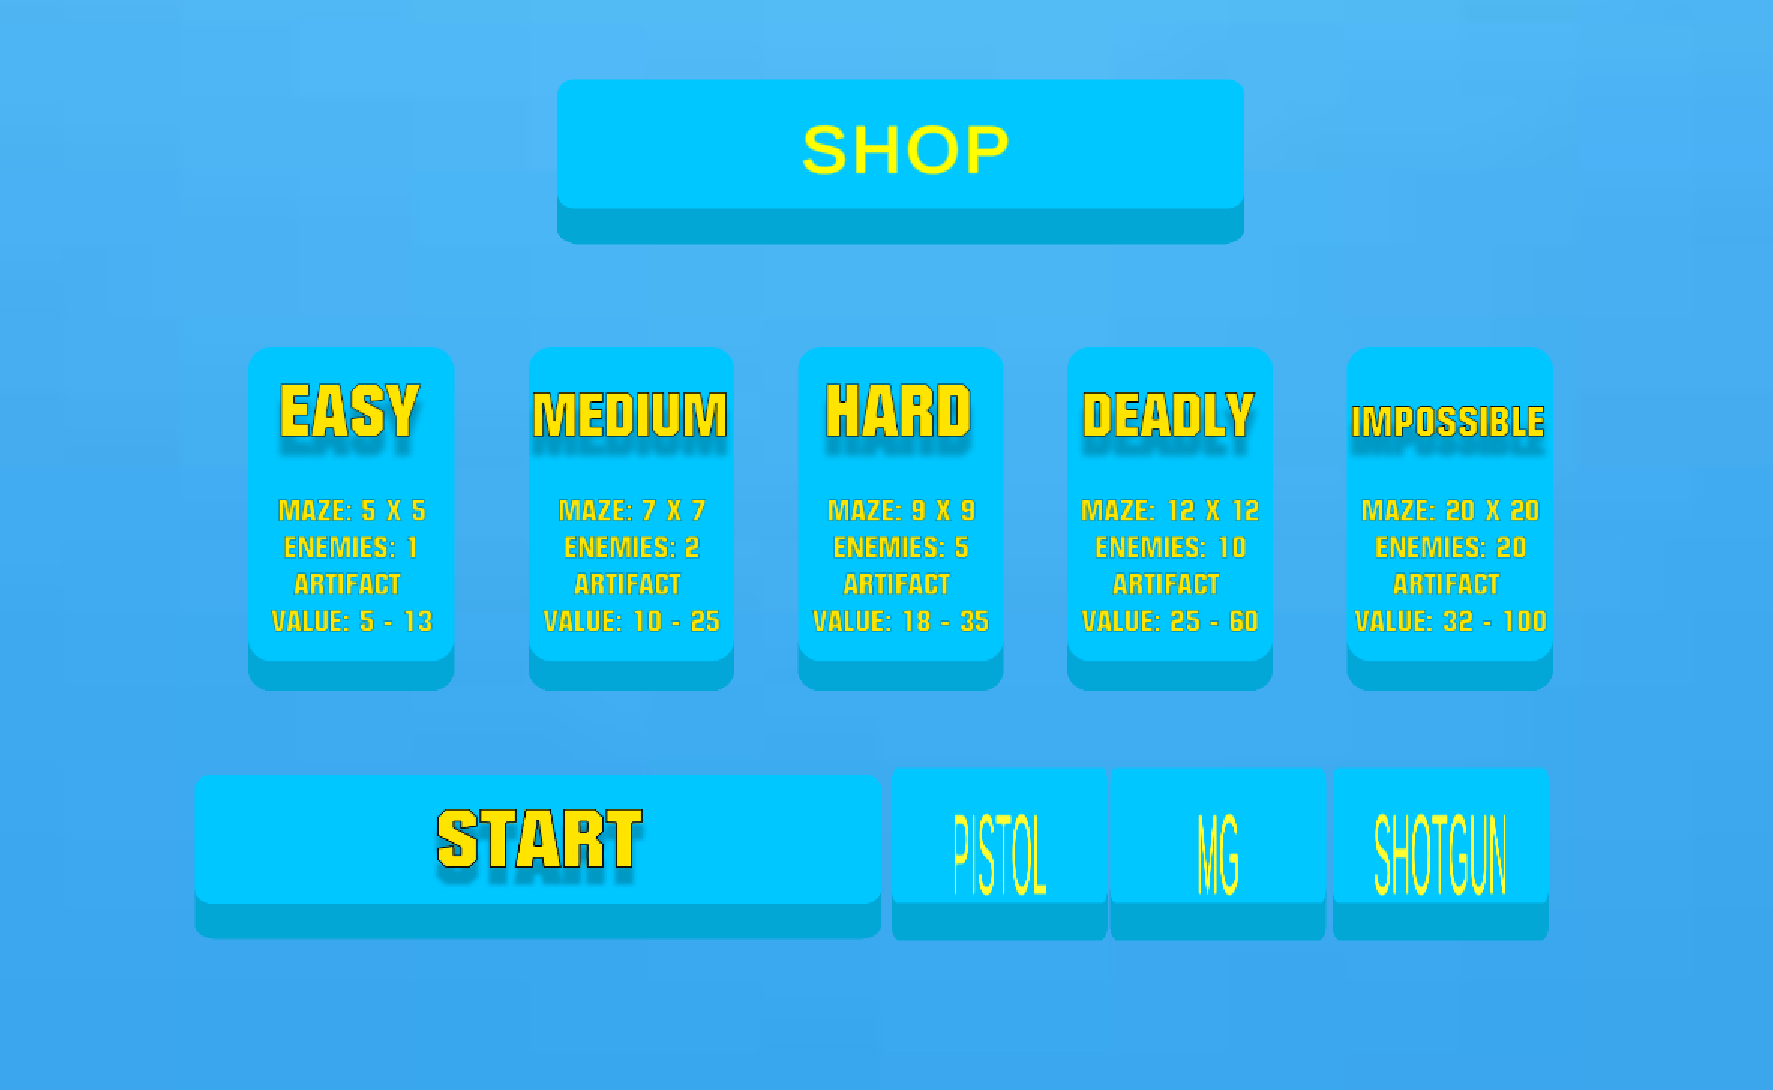 SHOP
EASY
MAZE: 5 X 5
ENEMIES: 1
ARTIFACT
VALUE: 5 - 13
MEDIUM
MAZE: 7 X 7
ENEMIES: 2
ARTIFACT
VALUE: 10 - 25
HARD
MAZE: 9 X 9
ENEMIES: 5
ARTIFACT
VALUE: 18 - 35
DEADLY
MAZE: 12 X 12
ENEMIES: 10
ARTIFACT
VALUE: 25 - 60
IMPOSSIBLE
MAZE: 20 X 20
ENEMIES: 20
ARTIFACT
VALUE: 32 - 100
START
PISTOL
MG
SHOTGUN